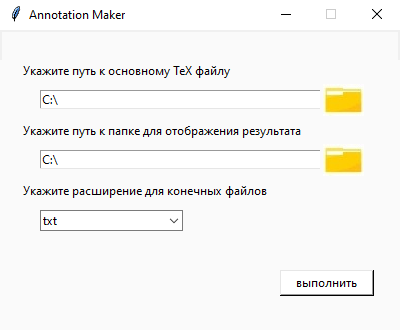 Annotation Maker
Укажите путь к основному TeX файлу
C:\
Укажите путь к папке для отображения результата
C:\
Укажите расширение для конечных файлов
txt
выполнить